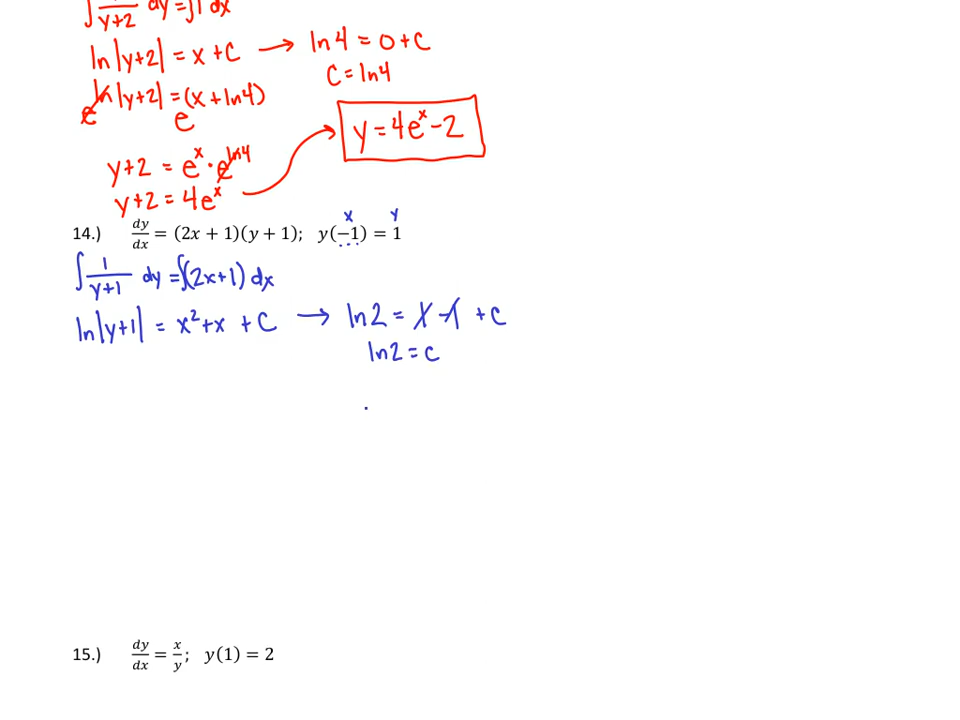 ∫ 1/(y+2) dy = ∫1 dx
ln|y+2| = x + C → ln4 = 0 + C
C = ln4
e^(ln|y+2|) = e^(x + ln4)
y+2 = e^x · e^(ln4)
y+2 = 4e^x
y = 4e^x − 2
x y
14.) dy/dx = (2x + 1)(y + 1); y(−1) = 1
∫ 1/(y+1) dy = ∫(2x+1) dx
ln|y+1| = x² + x + C → ln2 = 1 − 1 + C
ln2 = C
15.) dy/dx = x/y; y(1) = 2